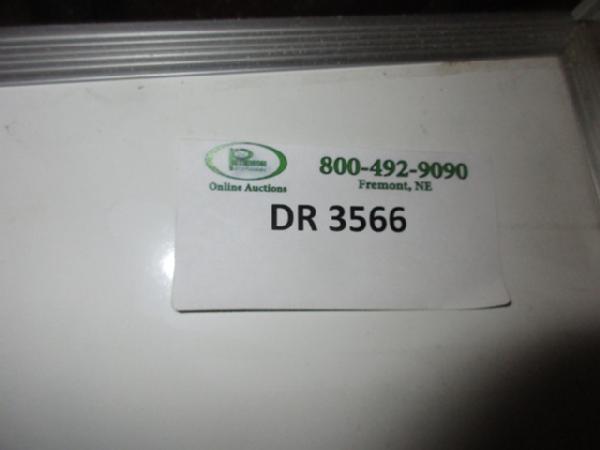 800-492-9090
Online Auctions
Fremont, NE
DR 3566